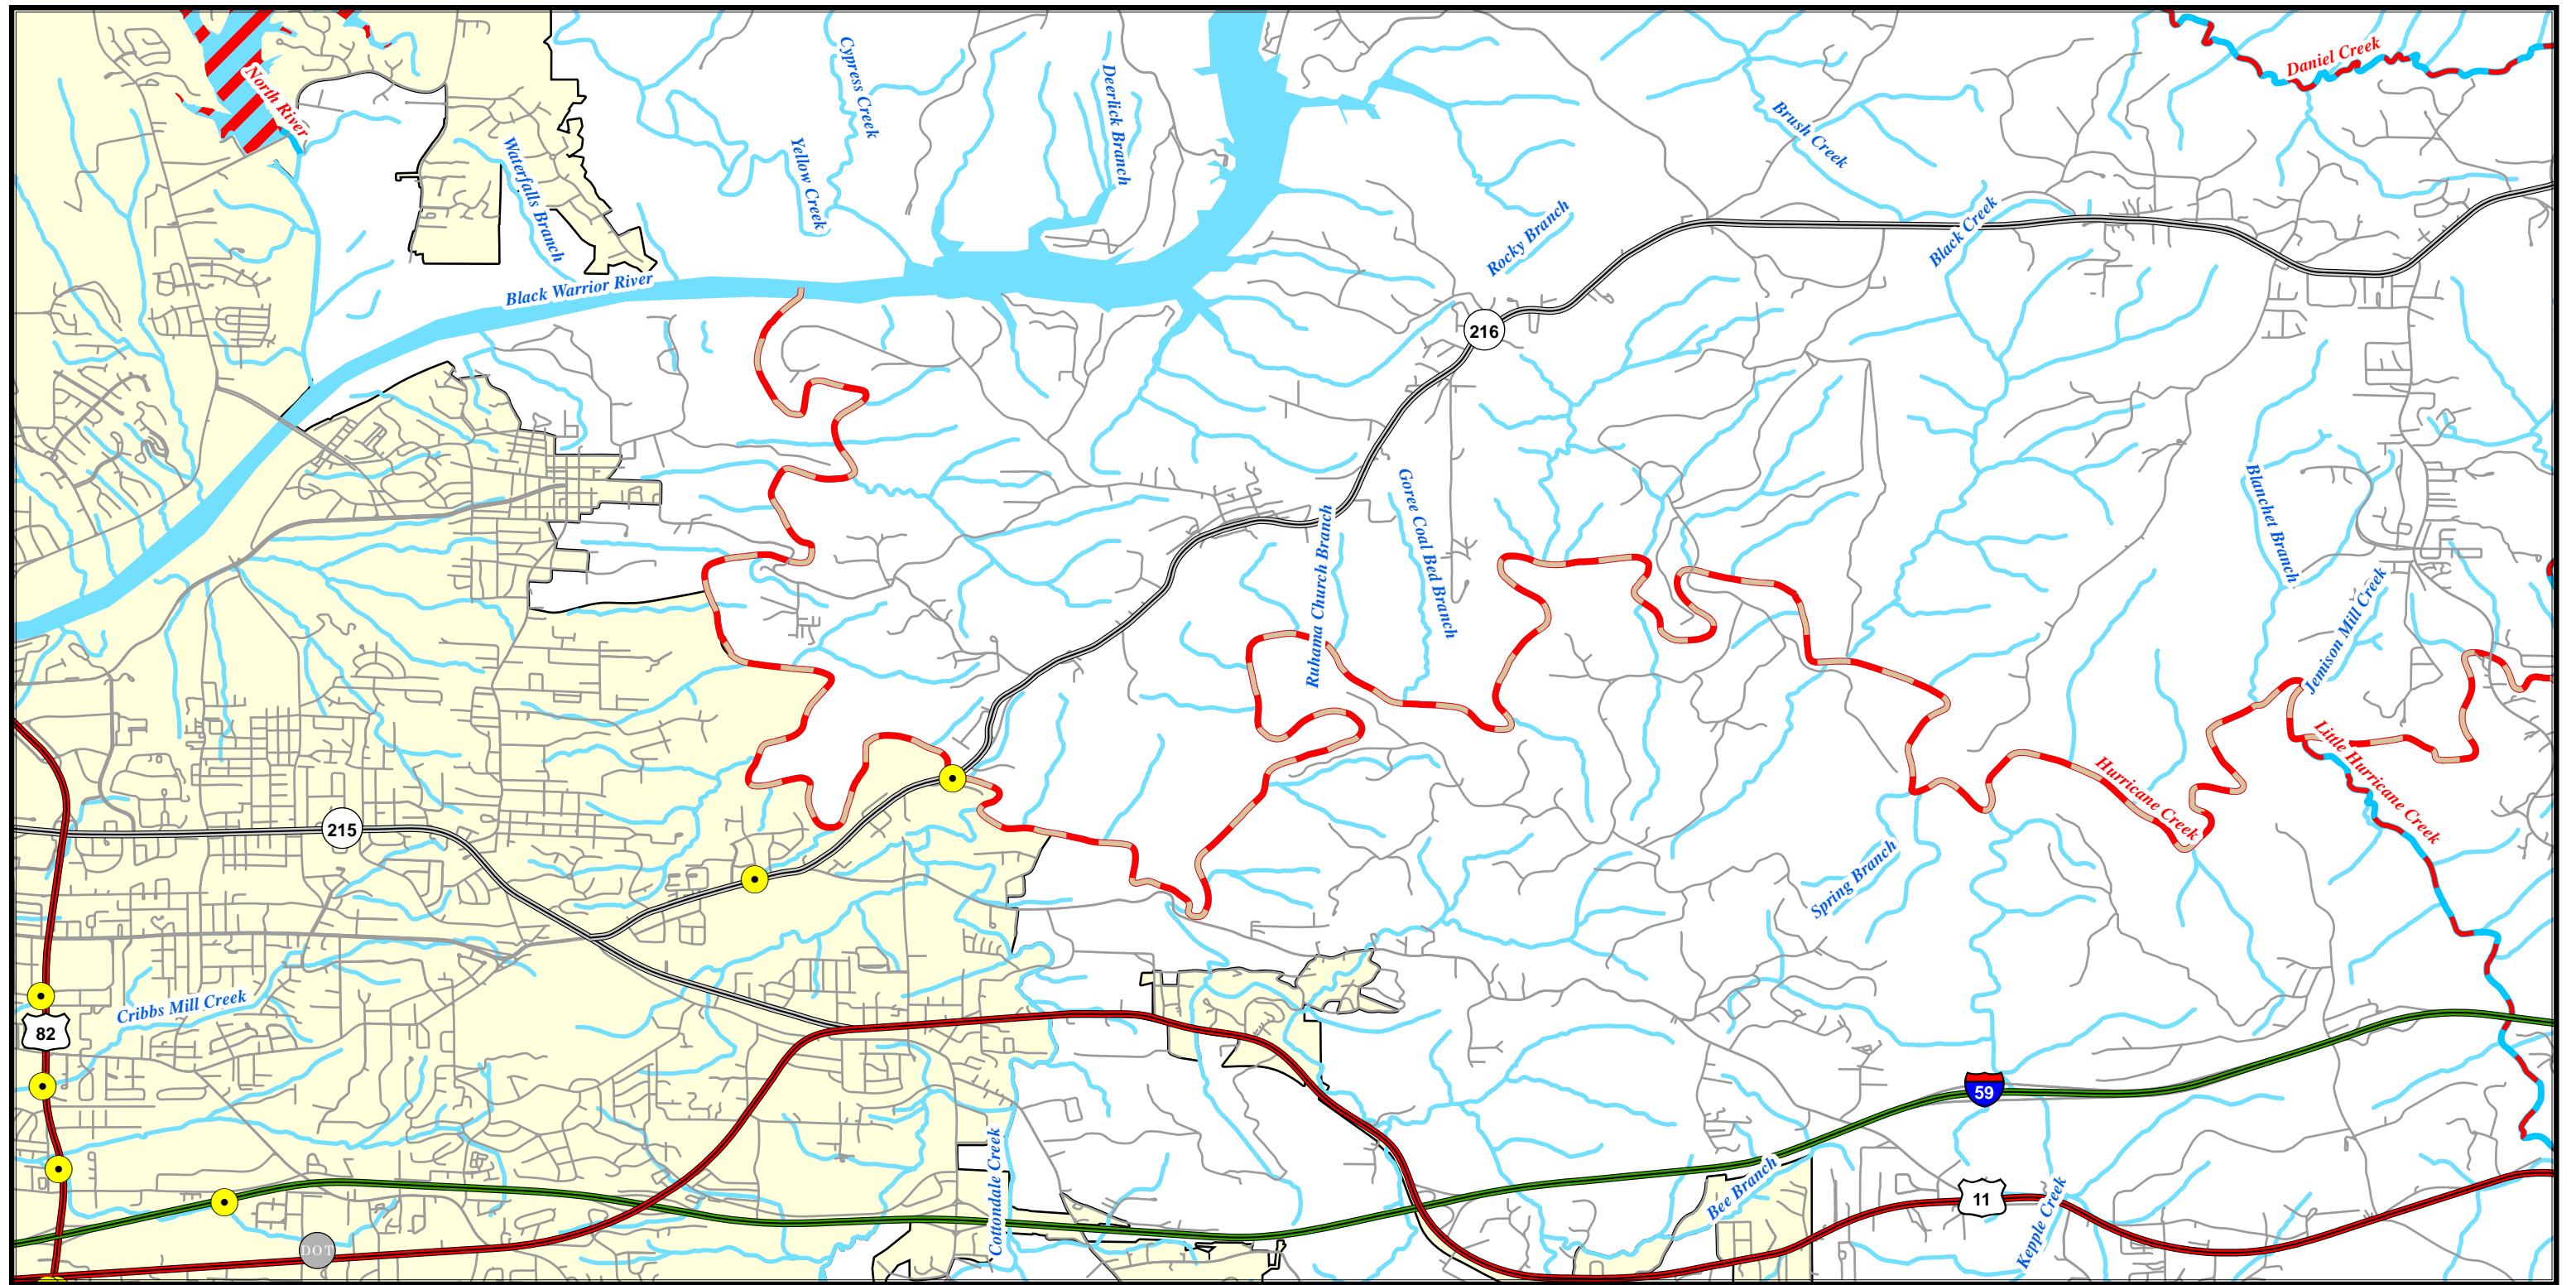 Daniel Creek
North River
Cypress Creek
Deerlick Branch
Brush Creek
Yellow Creek
Waterfalls Branch
Rocky Branch
Black Creek
Black Warrior River
216
Goree Coal Bed Branch
Blanchet Branch
Ruhama Church Branch
Jemison Mill Creek
Little Hurricane Creek
Hurricane Creek
215
Spring Branch
Cribbs Mill Creek
82
59
Cottondale Creek
Bee Branch
11
Kepple Creek
DOT